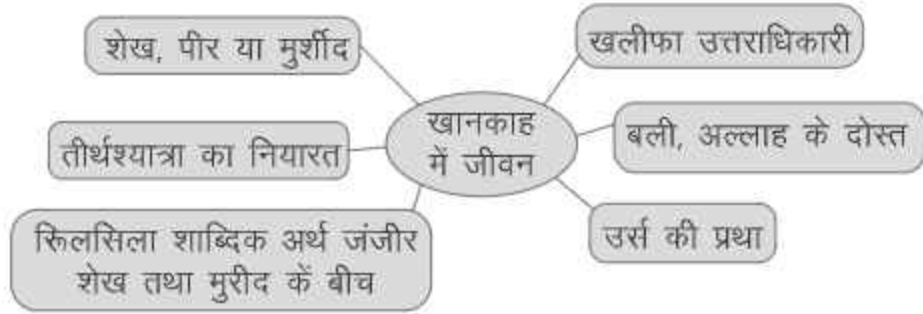 शेख, पीर या मुर्शीद
खलीफा उत्तराधिकारी
खानकाह
में जीवन
तीर्थश्यात्रा का नियारत
बली, अल्लाह के दोस्त
रिुलसिला शाब्दिक अर्थ जंजीर
शेख तथा मुरीद कें बीच
उर्स की प्रथा